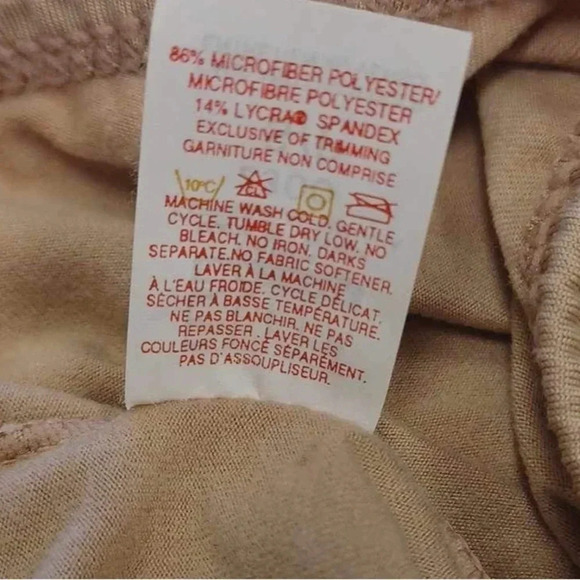 86% MICROFIBER POLYESTER/
MICROFIBRE POLYESTER
14% LYCRA® SPANDEX
EXCLUSIVE OF TRIMMING
GARNITURE NON COMPRISE
10°C CL
MACHINE WASH COLD. GENTLE
CYCLE. TUMBLE DRY LOW. NO
BLEACH. NO IRON. DARKS
SEPARATE.NO FABRIC SOFTENER.
LAVER À LA MACHINE
À L'EAU FROIDE. CYCLE DÉLICAT.
SÉCHER À BASSE TEMPÉRATURE.
NE PAS BLANCHIR. NE PAS
REPASSER. LAVER LES
COULEURS FONCÉ SÉPARÉMENT.
PAS D'ASSOUPLISEUR.